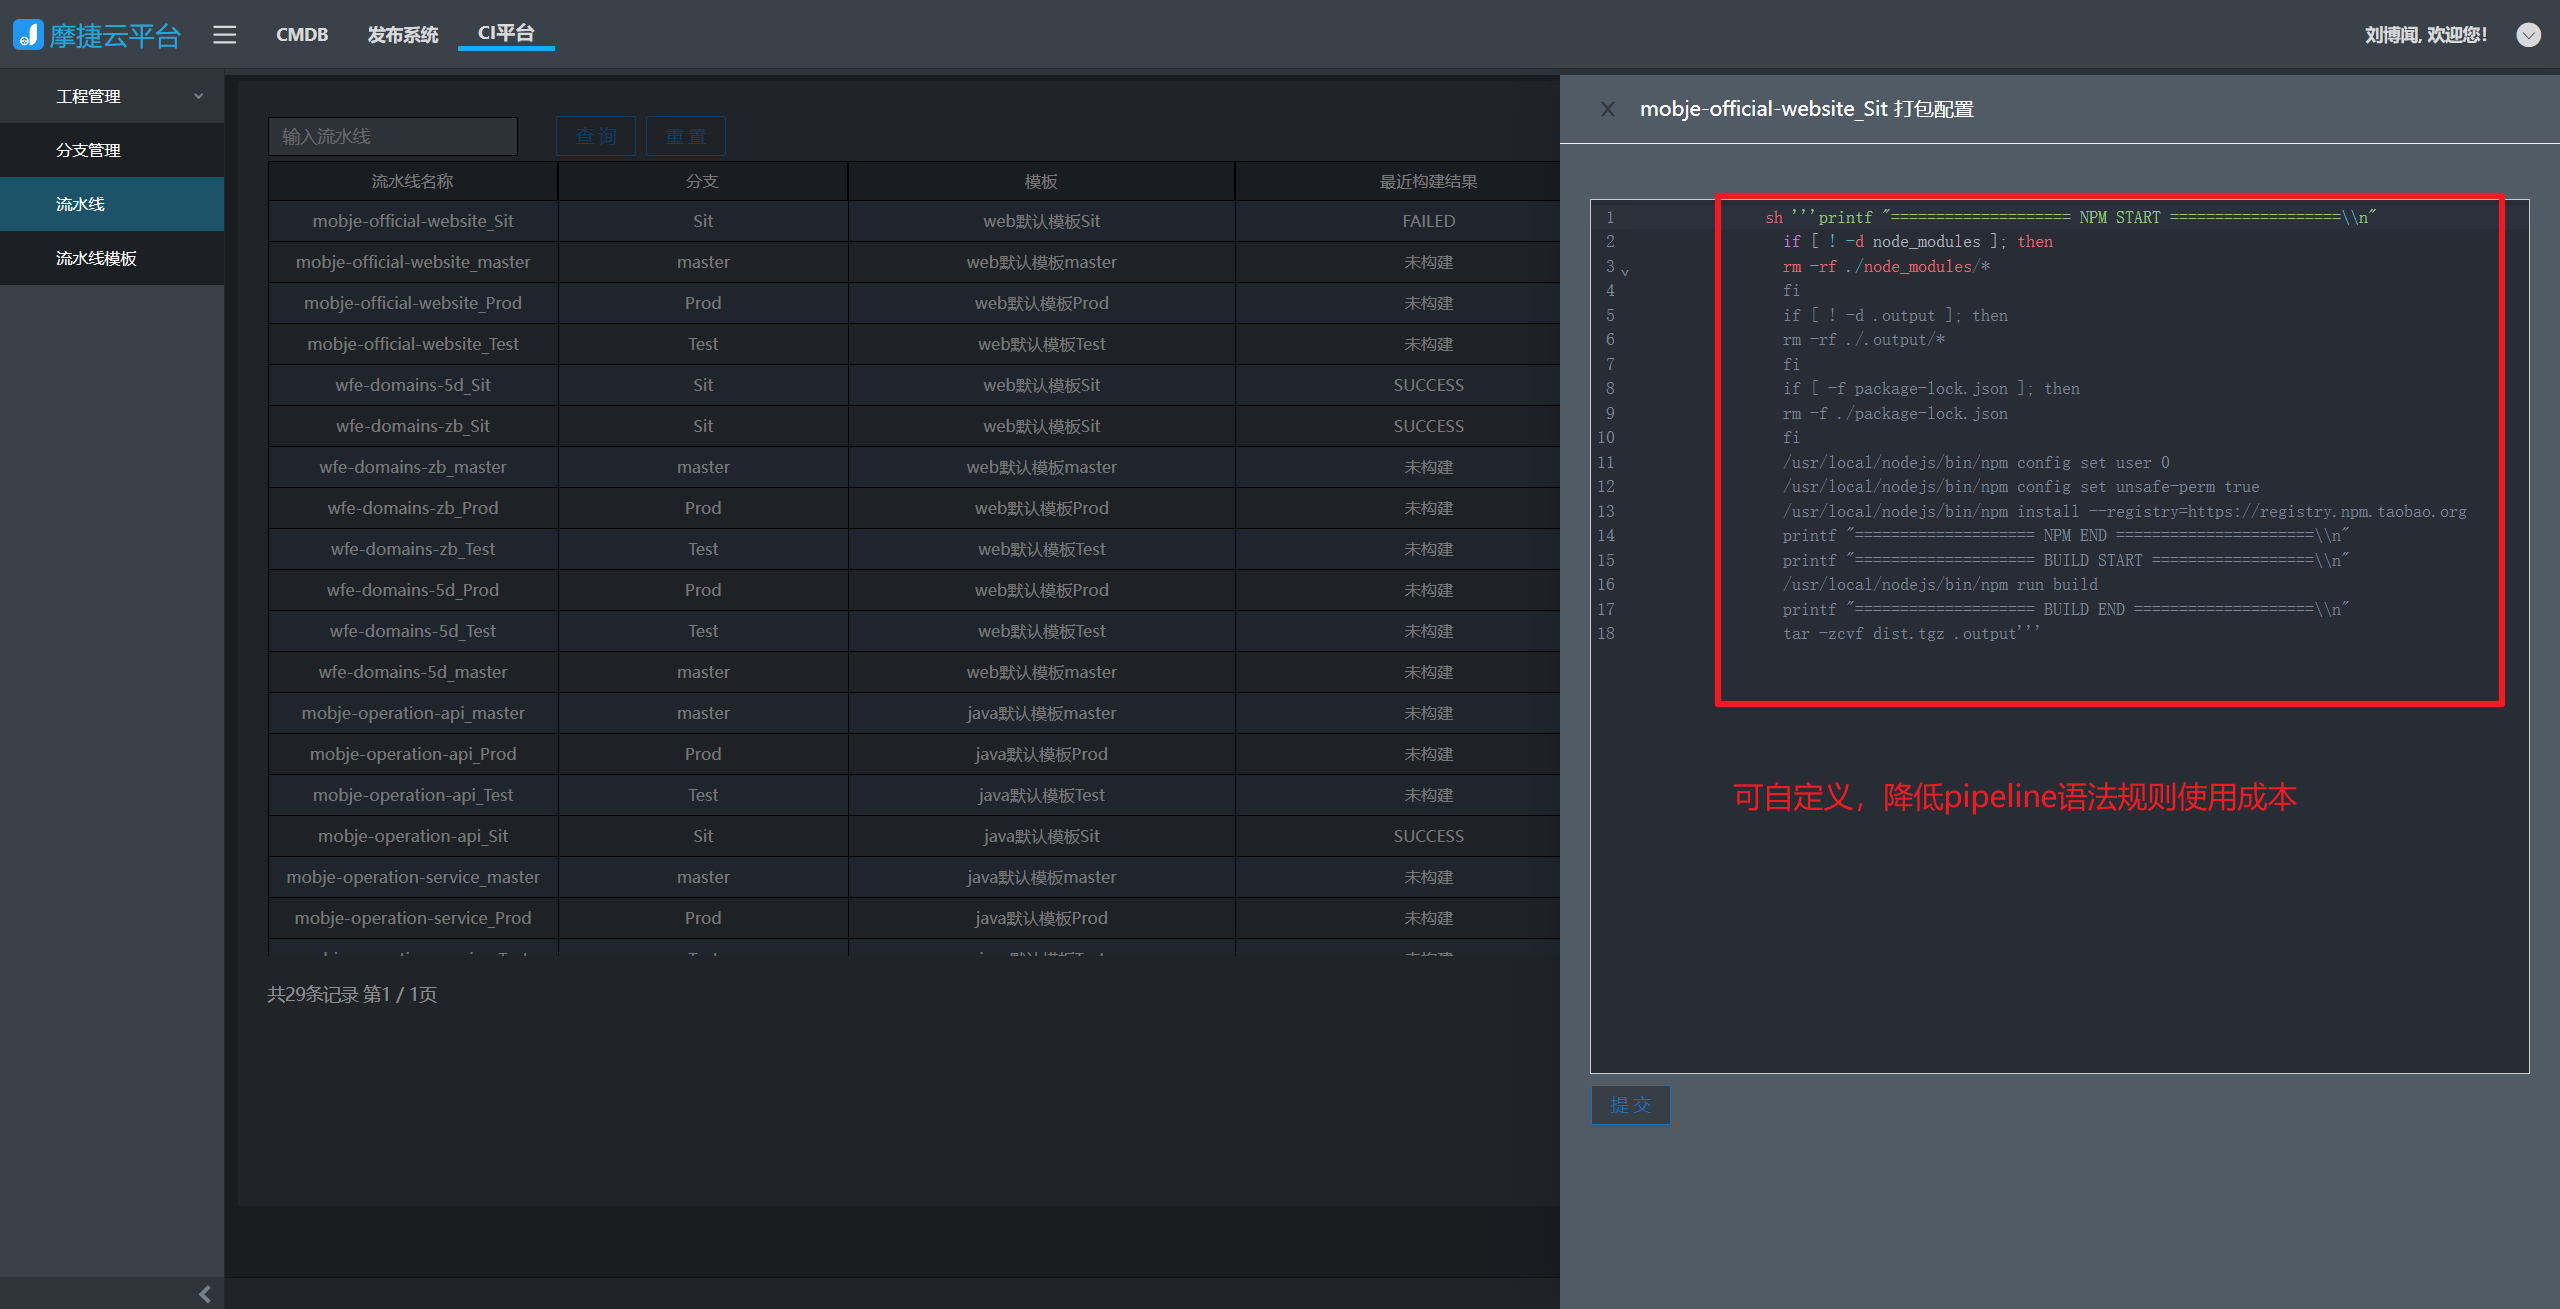 摩捷云平台
CMDB 发布系统 CI平台
刘博闻, 欢迎您!
工程管理
分支管理
流水线
流水线模板
输入流水线 查 询 重 置
流水线名称 分支 模板 最近构建结果
mobje-official-website_Sit Sit web默认模板Sit FAILED
mobje-official-website_master master web默认模板master 未构建
mobje-official-website_Prod Prod web默认模板Prod 未构建
mobje-official-website_Test Test web默认模板Test 未构建
wfe-domains-5d_Sit Sit web默认模板Sit SUCCESS
wfe-domains-zb_Sit Sit web默认模板Sit SUCCESS
wfe-domains-zb_master master web默认模板master 未构建
wfe-domains-zb_Prod Prod web默认模板Prod 未构建
wfe-domains-zb_Test Test web默认模板Test 未构建
wfe-domains-5d_Prod Prod web默认模板Prod 未构建
wfe-domains-5d_Test Test web默认模板Test 未构建
wfe-domains-5d_master master web默认模板master 未构建
mobje-operation-api_master master java默认模板master 未构建
mobje-operation-api_Prod Prod java默认模板Prod 未构建
mobje-operation-api_Test Test java默认模板Test 未构建
mobje-operation-api_Sit Sit java默认模板Sit SUCCESS
mobje-operation-service_master master java默认模板master 未构建
mobje-operation-service_Prod Prod java默认模板Prod 未构建
共29条记录 第1 / 1页
mobje-official-website_Sit 打包配置
1 sh '''printf "==================== NPM START ===================\\n"
2 if [ ! -d node_modules ]; then
3 rm -rf ./node_modules/*
4 fi
5 if [ ! -d .output ]; then
6 rm -rf ./.output/*
7 fi
8 if [ -f package-lock.json ]; then
9 rm -f ./package-lock.json
10 fi
11 /usr/local/nodejs/bin/npm config set user 0
12 /usr/local/nodejs/bin/npm config set unsafe-perm true
13 /usr/local/nodejs/bin/npm install --registry=https://registry.npm.taobao.org
14 printf "==================== NPM END ======================\\n"
15 printf "==================== BUILD START ==================\\n"
16 /usr/local/nodejs/bin/npm run build
17 printf "==================== BUILD END ====================\\n"
18 tar -zcvf dist.tgz .output'''
可自定义，降低pipeline语法规则使用成本
提 交